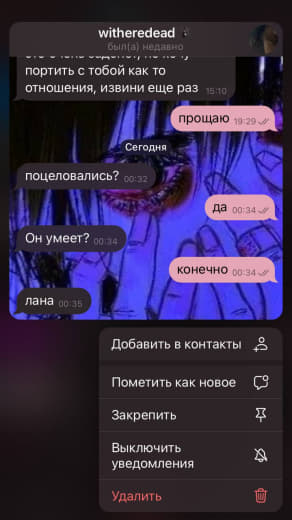 witheredead
был(а) недавно
портить с тобой как то
отношения, извини еще раз 15:10
прощаю 19:29
Сегодня
поцеловались? 00:32
да 00:34
Он умеет? 00:34
конечно 00:34
лана 00:35
Добавить в контакты
Пометить как новое
Закрепить
Выключить
уведомления
Удалить